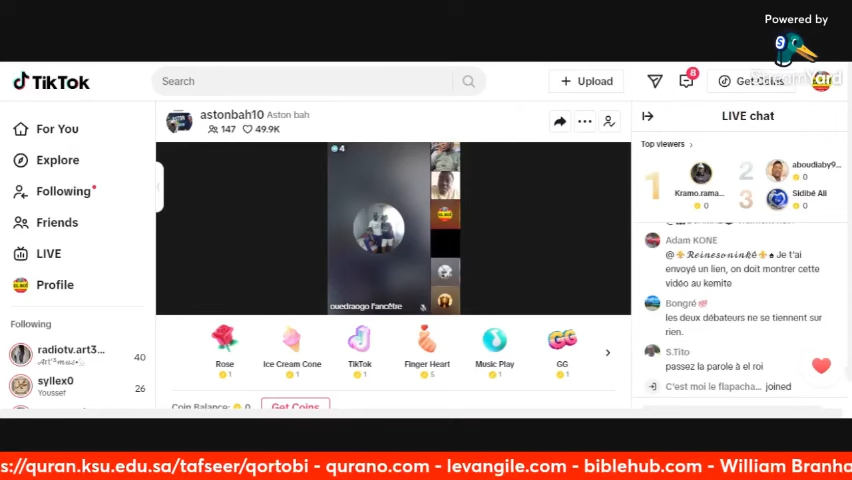 Powered by
StreamYard
TikTok
Search
+ Upload
8
Get Coins
astonbah10 Aston bah
147 49.9K
LIVE chat
For You
Explore
Following
Friends
LIVE
Profile
Following
radiotv.art3...
40
syllex0
26
Youssef
4
ouedraogo l'ancêtre
Rose
1
Ice Cream Cone
1
TikTok
1
Finger Heart
5
Music Play
1
GG
1
Coin Balance: 0 Get Coins
Top viewers
1
Kramo.rama...
0
2
aboudiaby9...
0
3
Sidibé Ali
0
Adam KONE
Je t'ai
envoyé un lien, on doit montrer cette
vidéo au kemite
Bongré
les deux débateurs ne se tiennent sur
rien.
S.Tito
passez la parole à el roi
C'est moi le flapacha... joined
s://quran.ksu.edu.sa/tafseer/qortobi - qurano.com - levangile.com - biblehub.com - William Branha